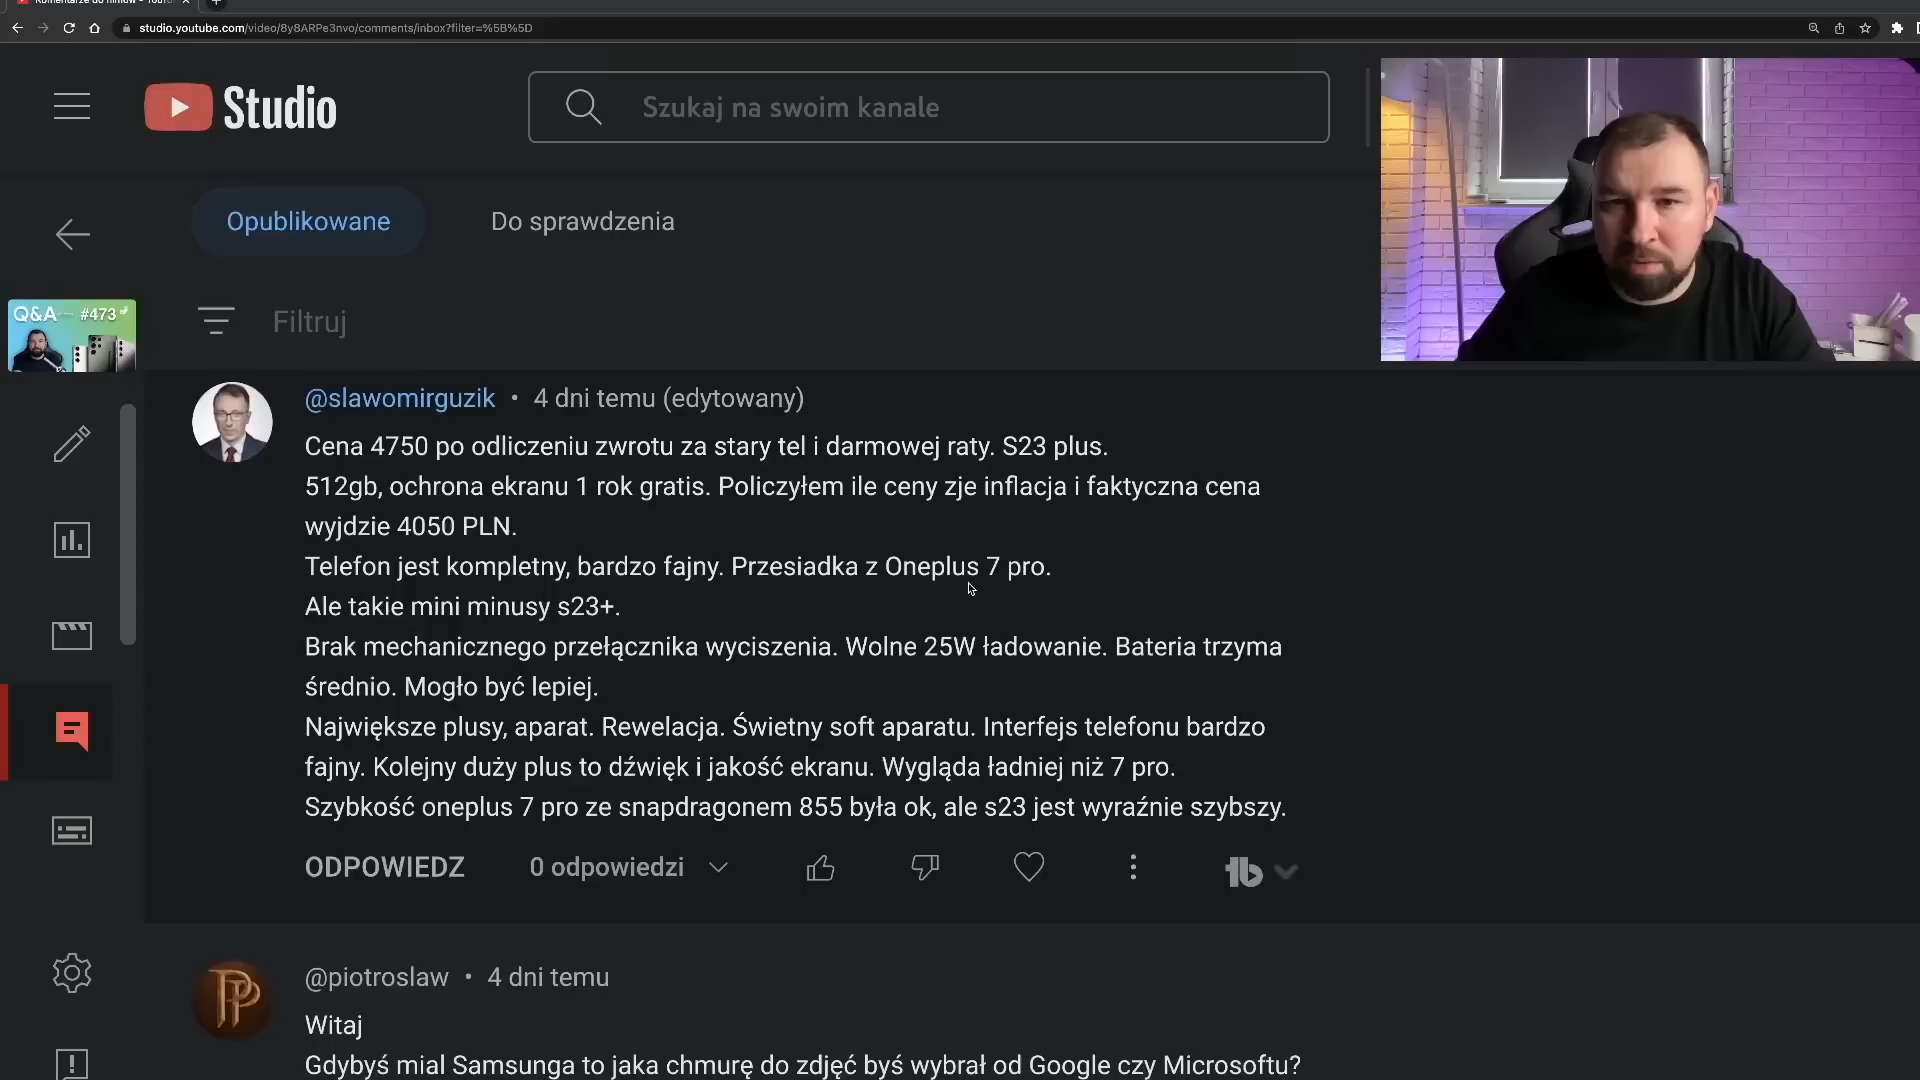 Komentarze do filmów - YouTu
studio.youtube.com/video/8y8ARPe3nvo/comments/inbox?filter=%5B%5D
Studio
Szukaj na swoim kanale
Opublikowane
Do sprawdzenia
Q&A #473
Filtruj
@slawomirguzik • 4 dni temu (edytowany)
Cena 4750 po odliczeniu zwrotu za stary tel i darmowej raty. S23 plus.
512gb, ochrona ekranu 1 rok gratis. Policzyłem ile ceny zje inflacja i faktyczna cena
wyjdzie 4050 PLN.
Telefon jest kompletny, bardzo fajny. Przesiadka z Oneplus 7 pro.
Ale takie mini minusy s23+.
Brak mechanicznego przełącznika wyciszenia. Wolne 25W ładowanie. Bateria trzyma
średnio. Mogło być lepiej.
Największe plusy, aparat. Rewelacja. Świetny soft aparatu. Interfejs telefonu bardzo
fajny. Kolejny duży plus to dźwięk i jakość ekranu. Wygląda ładniej niż 7 pro.
Szybkość oneplus 7 pro ze snapdragonem 855 była ok, ale s23 jest wyraźnie szybszy.
ODPOWIEDZ
0 odpowiedzi
@piotroslaw • 4 dni temu
Witaj
Gdybyś mial Samsunga to jaka chmurę do zdjęć byś wybrał od Google czy Microsoftu?